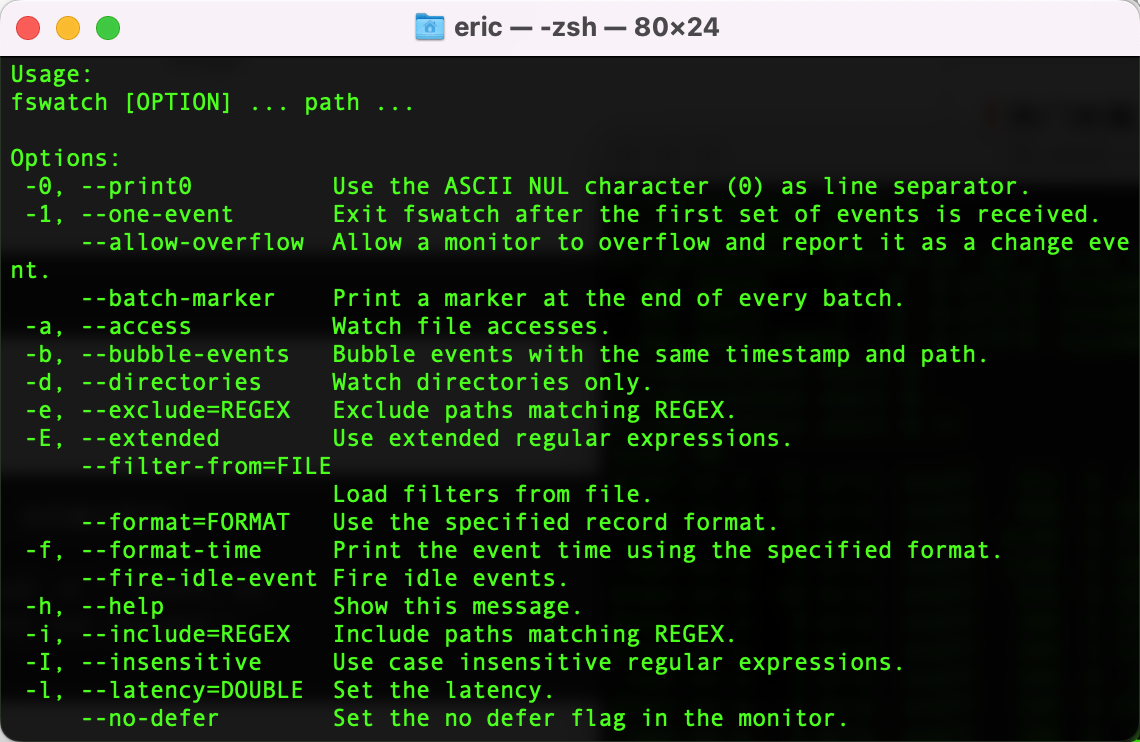 eric — -zsh — 80×24
Usage:
fswatch [OPTION] ... path ...
Options:
-0, --print0 Use the ASCII NUL character (0) as line separator.
-1, --one-event Exit fswatch after the first set of events is received.
--allow-overflow Allow a monitor to overflow and report it as a change eve
nt.
--batch-marker Print a marker at the end of every batch.
-a, --access Watch file accesses.
-b, --bubble-events Bubble events with the same timestamp and path.
-d, --directories Watch directories only.
-e, --exclude=REGEX Exclude paths matching REGEX.
-E, --extended Use extended regular expressions.
--filter-from=FILE
Load filters from file.
--format=FORMAT Use the specified record format.
-f, --format-time Print the event time using the specified format.
--fire-idle-event Fire idle events.
-h, --help Show this message.
-i, --include=REGEX Include paths matching REGEX.
-I, --insensitive Use case insensitive regular expressions.
-l, --latency=DOUBLE Set the latency.
--no-defer Set the no defer flag in the monitor.